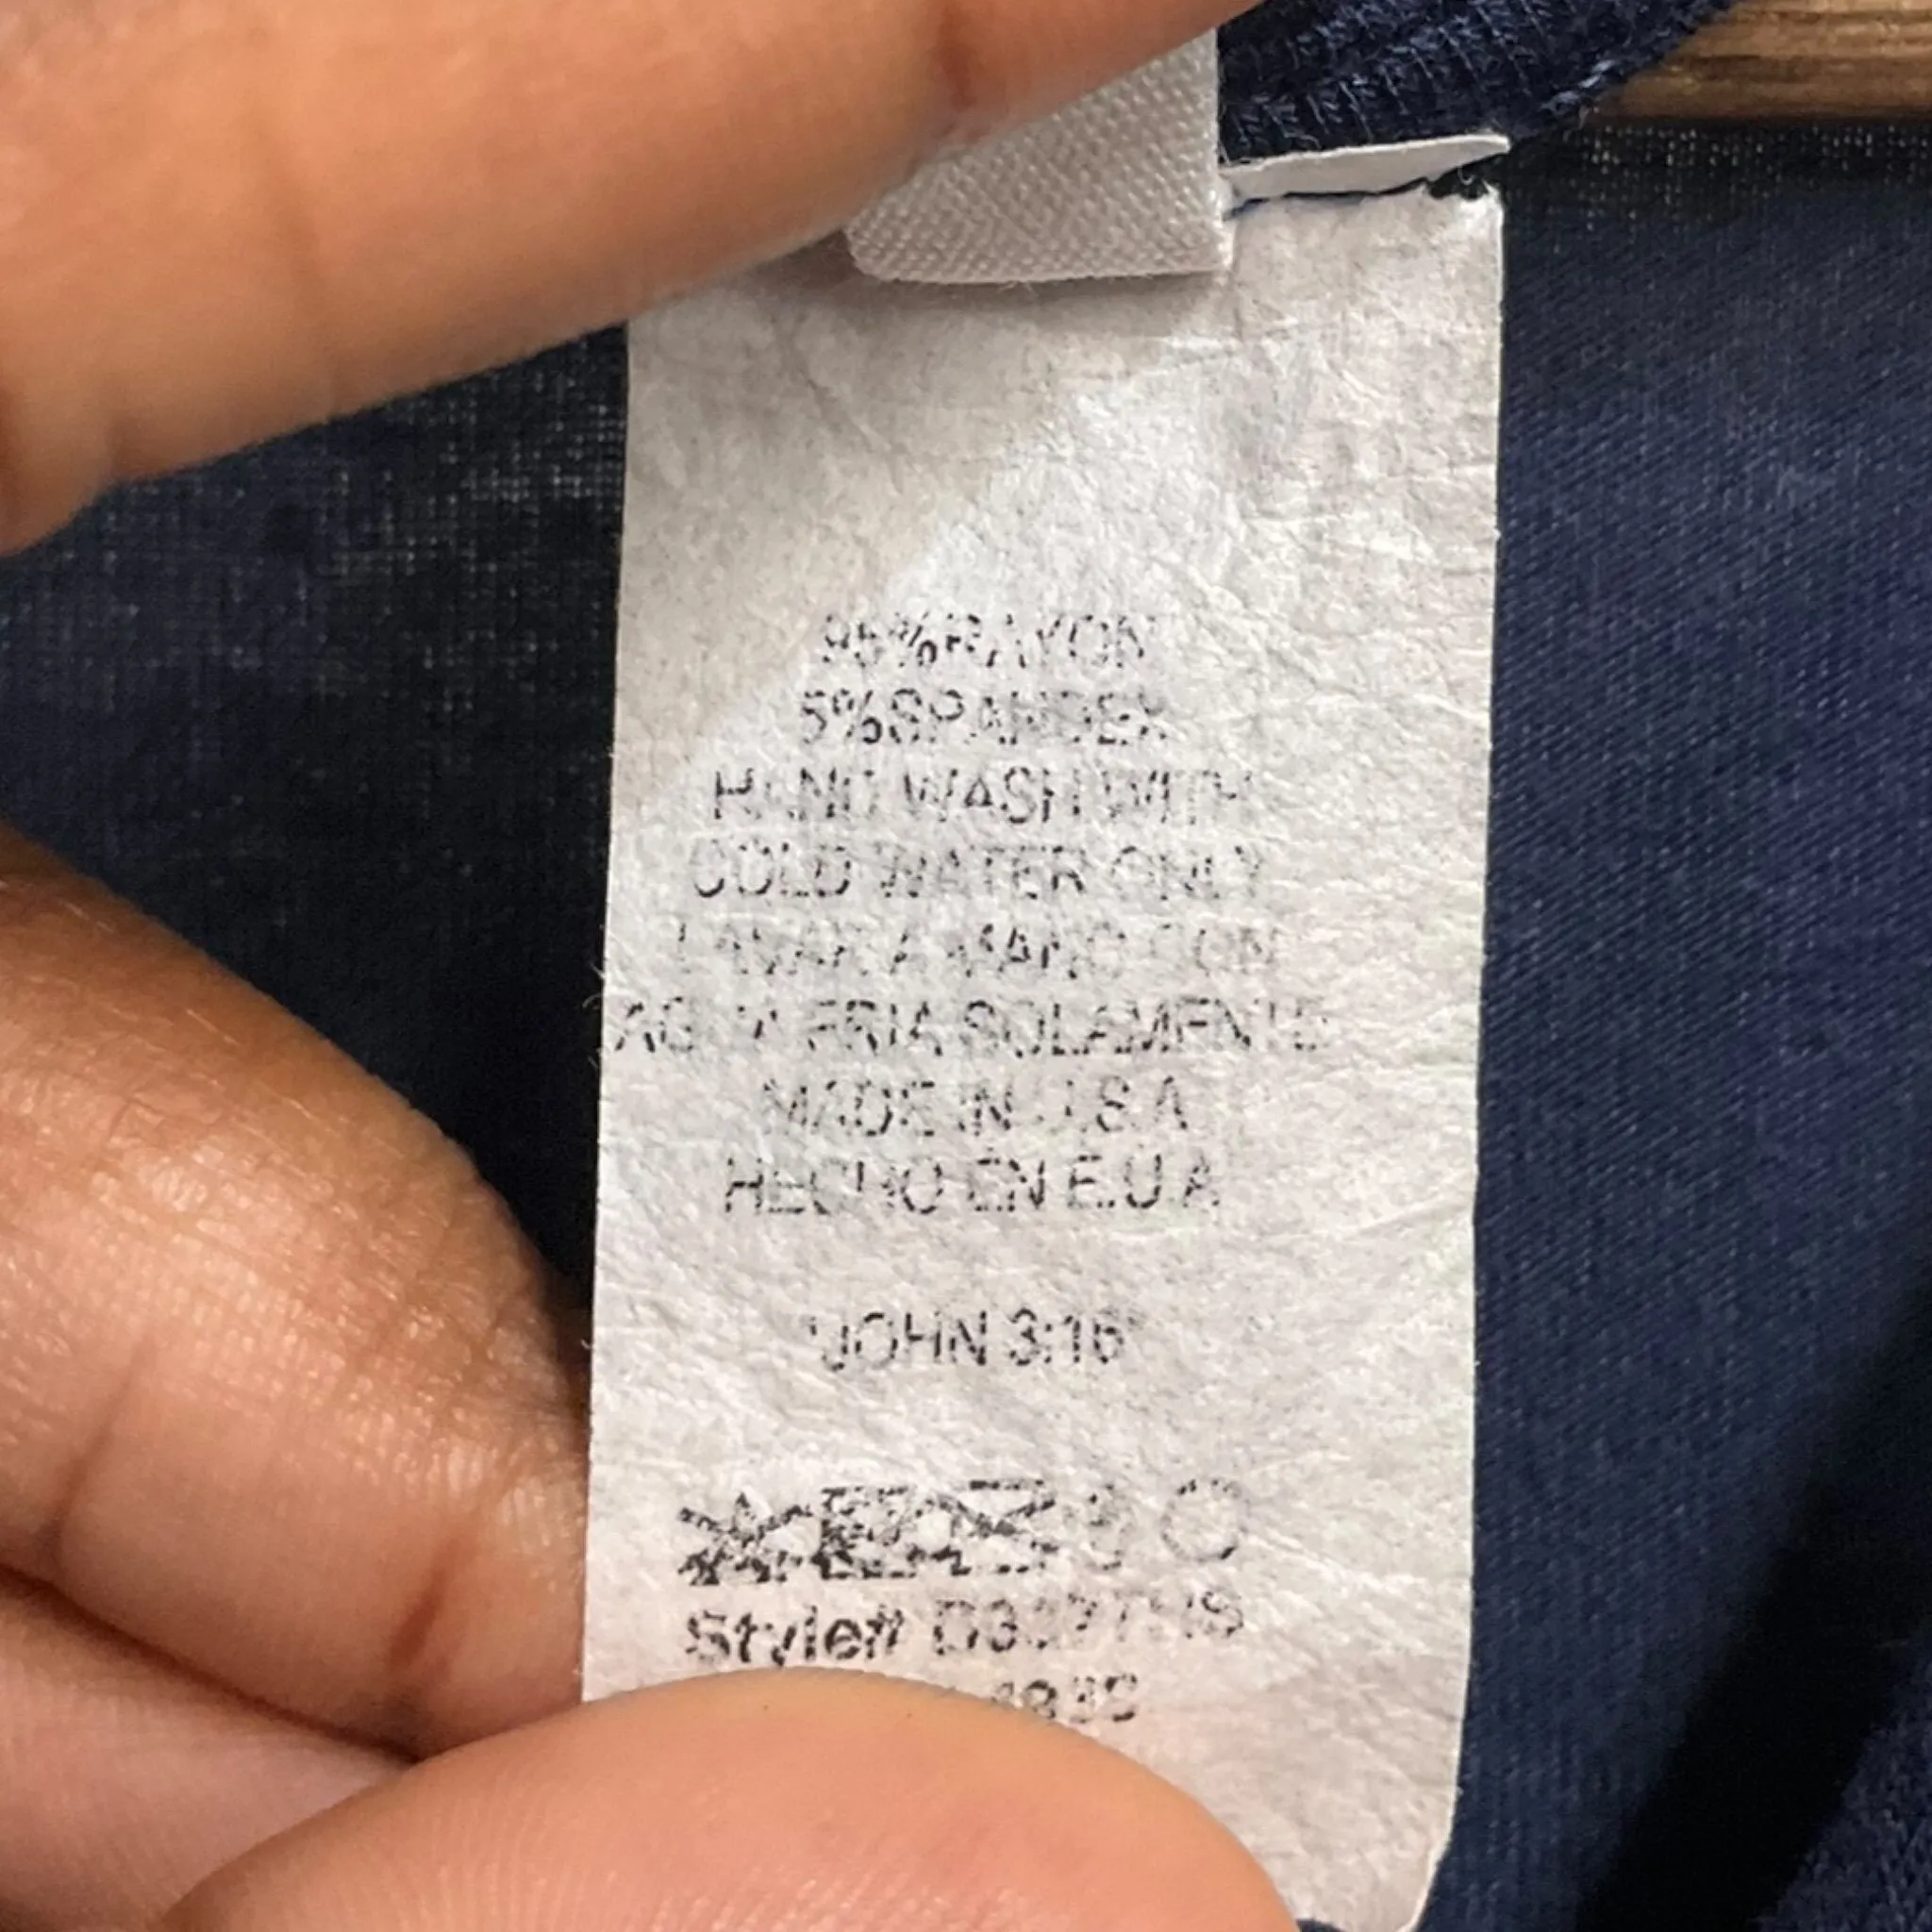 95%RAYON
5%SPANDEX
HAND WASH WITH
COLD WATER ONLY
LAVAR A MANO CON
AGUA FRIA SOLAMENTE
MADE IN U.S.A
HECHO EN E.U.A
"JOHN 3:16"
Style#